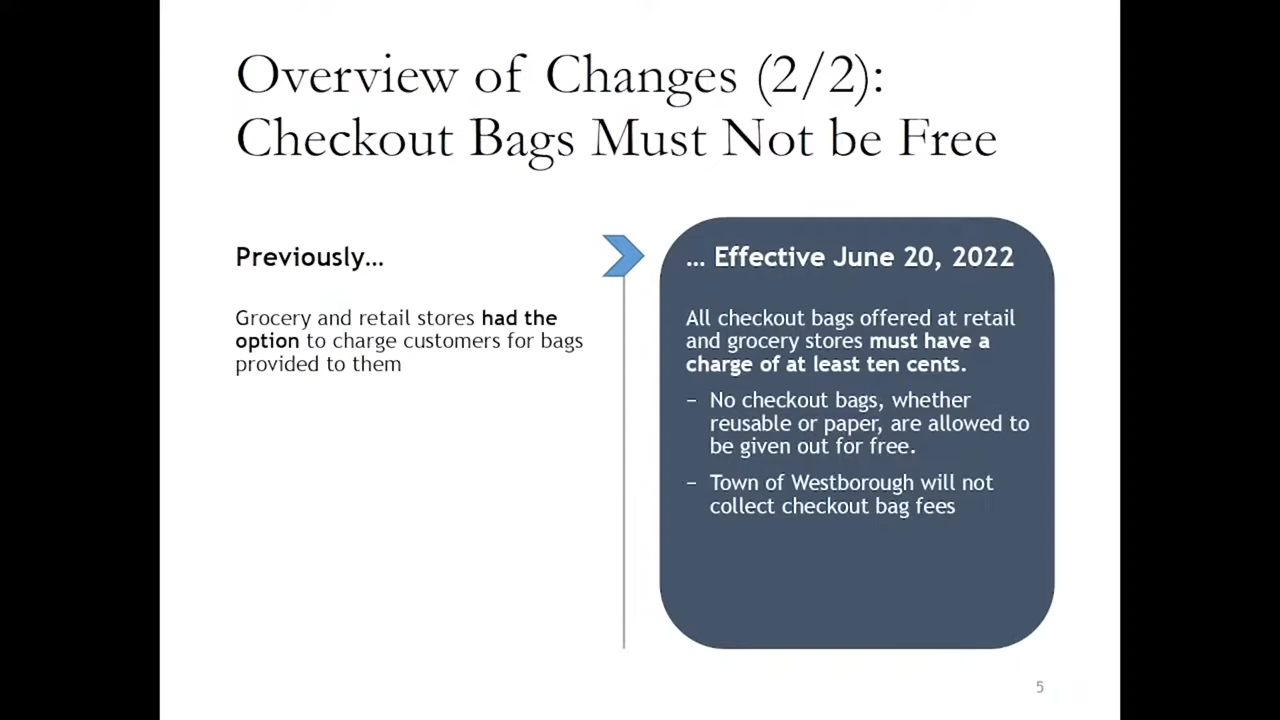 Overview of Changes (2/2):
Checkout Bags Must Not be Free
Previously…
Grocery and retail stores had the
option to charge customers for bags
provided to them
… Effective June 20, 2022
All checkout bags offered at retail
and grocery stores must have a
charge of at least ten cents.
– No checkout bags, whether
reusable or paper, are allowed to
be given out for free.
– Town of Westborough will not
collect checkout bag fees
5